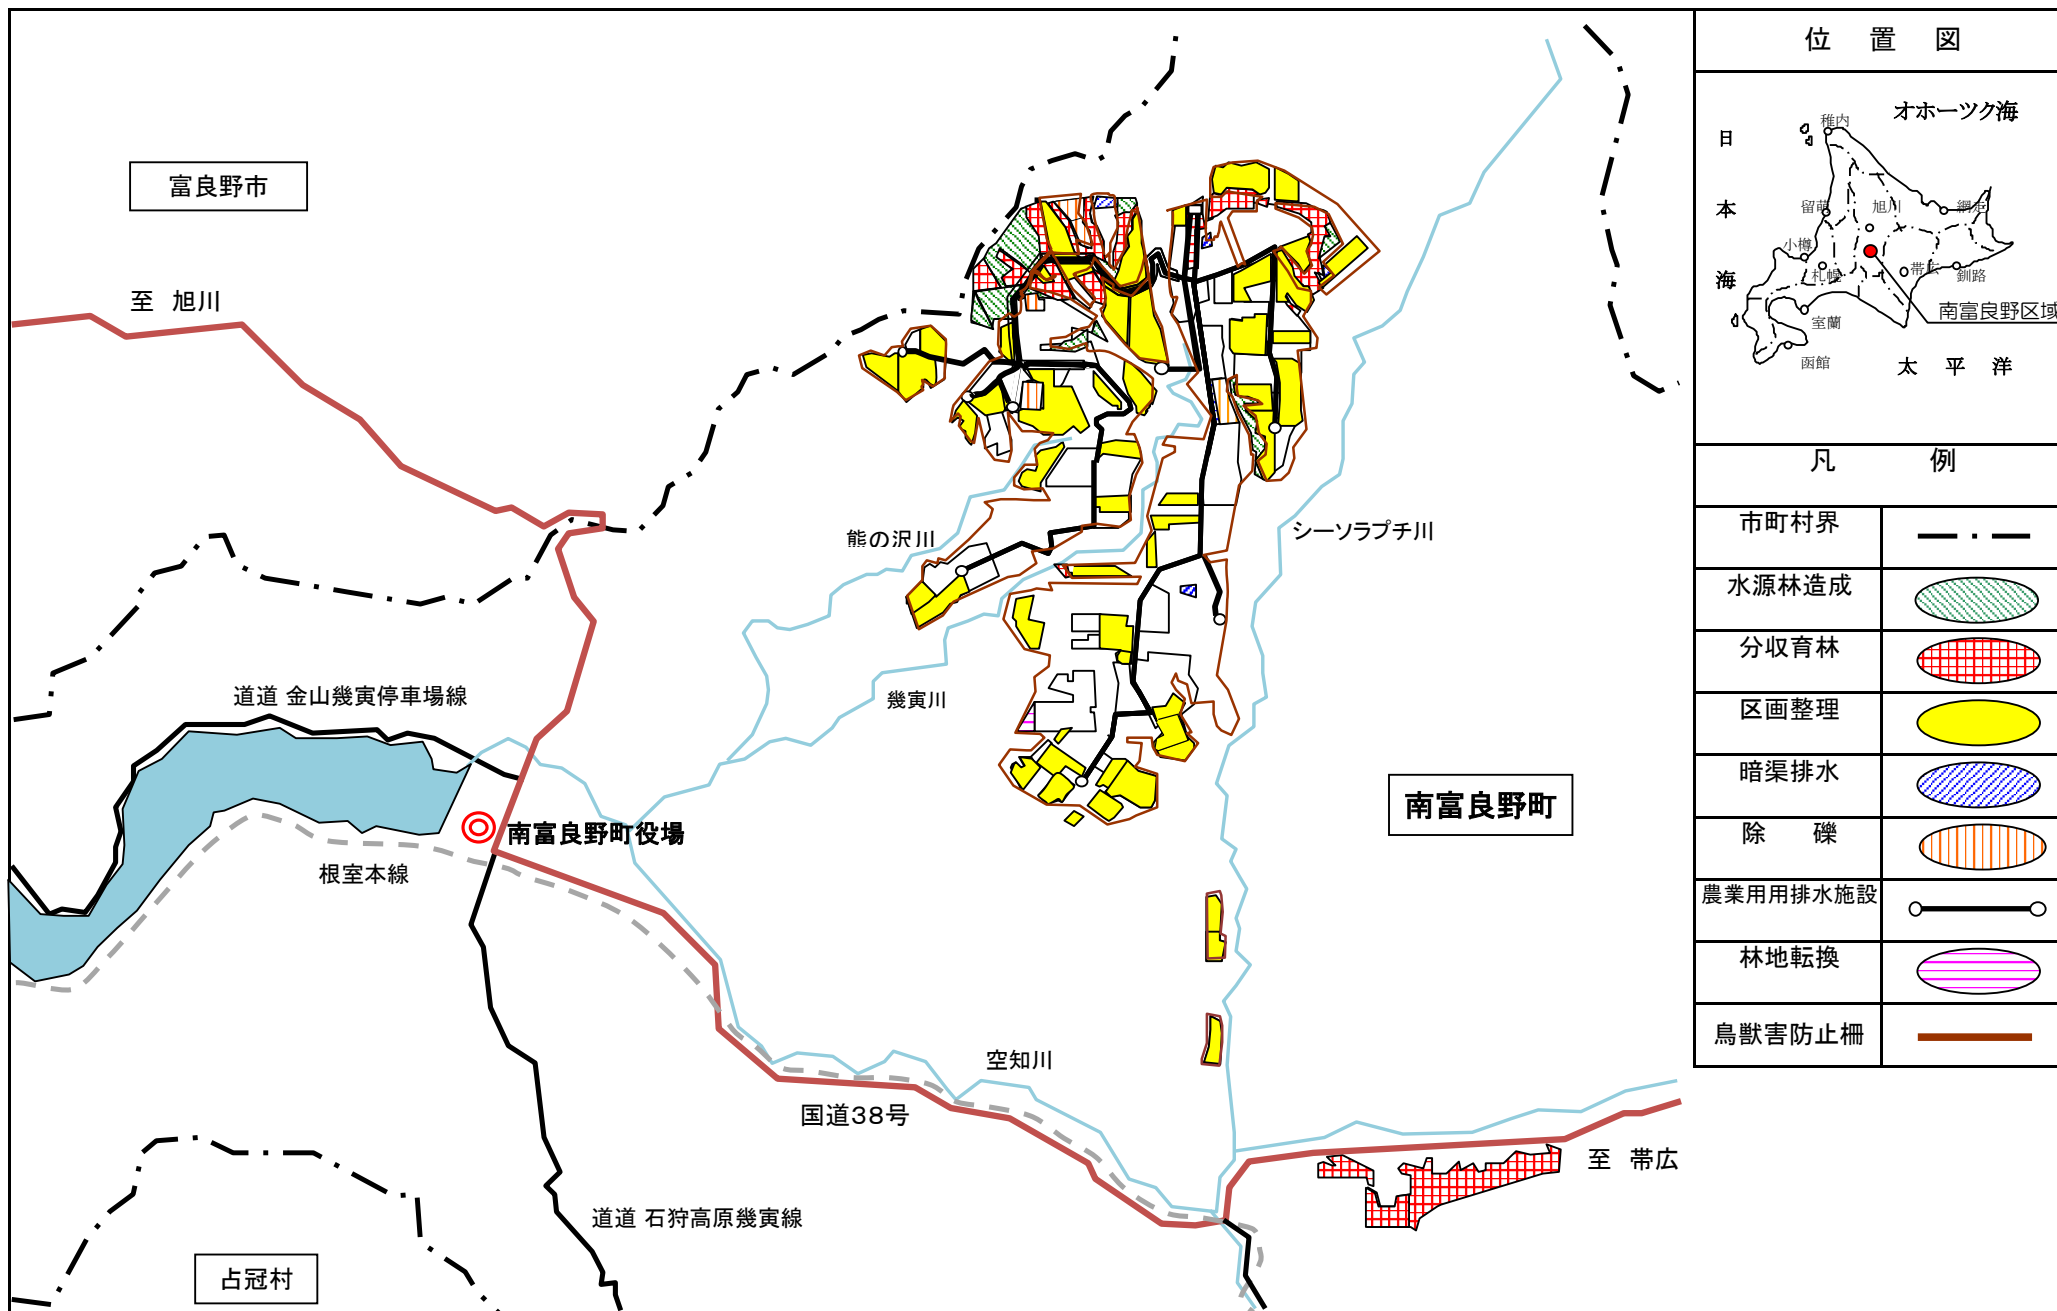 富良野市
至 旭川
道道 金山幾寅停車場線
熊の沢川
シーソラプチ川
幾寅川
南富良野町
南富良野町役場
根室本線
空知川
国道38号
至 帯広
道道 石狩高原幾寅線
占冠村
位 置 図
オホーツク海
日本海
稚内
留萌
旭川
網走
小樽
札幌
帯広
釧路
南富良野区域
室蘭
函館
太 平 洋
凡 例
市町村界
水源林造成
分収育林
区画整理
暗渠排水
除 礫
農業用用排水施設
林地転換
鳥獣害防止柵